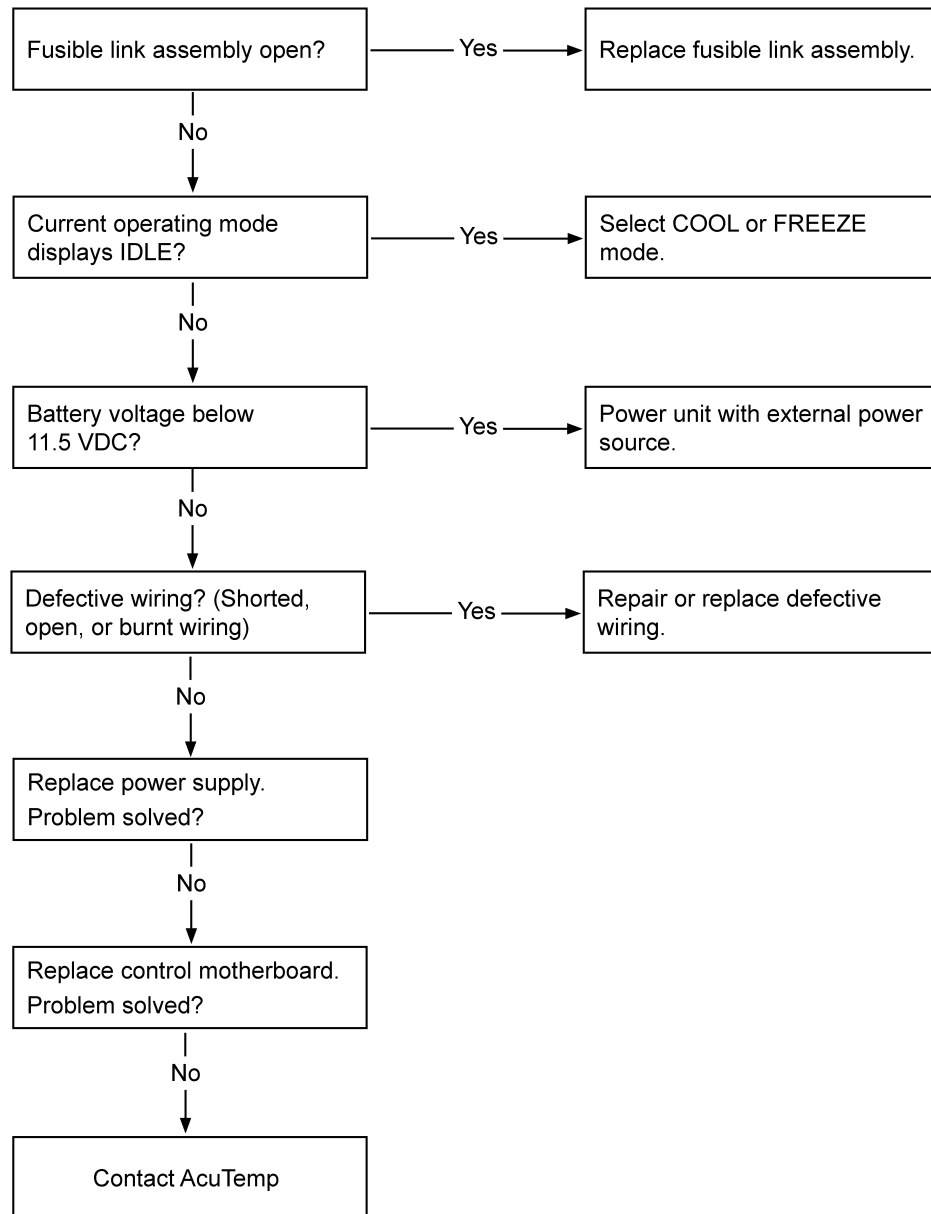 Fusible link assembly open?
Yes
Replace fusible link assembly.
No
Current operating mode
displays IDLE?
Yes
Select COOL or FREEZE
mode.
No
Battery voltage below
11.5 VDC?
Yes
Power unit with external power
source.
No
Defective wiring? (Shorted,
open, or burnt wiring)
Yes
Repair or replace defective
wiring.
No
Replace power supply.
Problem solved?
No
Replace control motherboard.
Problem solved?
No
Contact AcuTemp